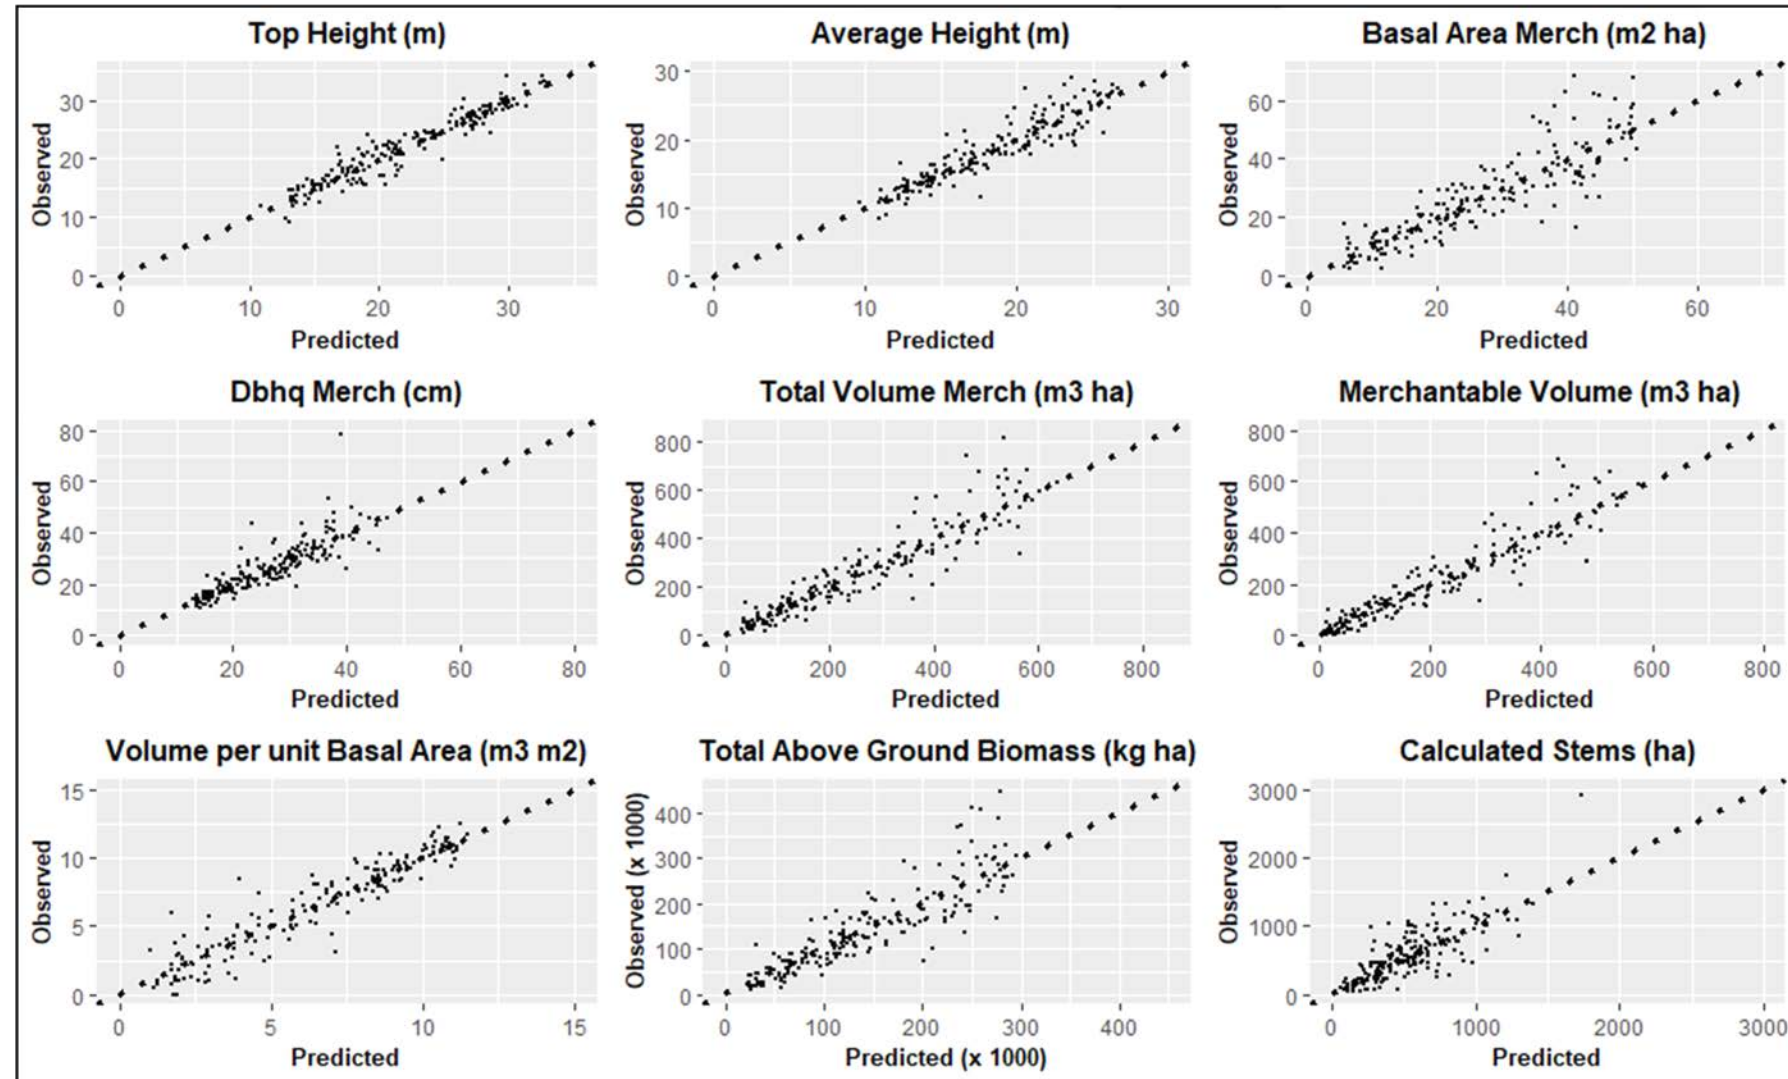 Top Height (m)
Average Height (m)
Basal Area Merch (m2 ha)
30
20
10
0
Observed
0 10 20 30
Predicted
30
20
10
0
Observed
0 10 20 30
Predicted
60
40
20
0
Observed
0 20 40 60
Predicted
Dbhq Merch (cm)
Total Volume Merch (m3 ha)
Merchantable Volume (m3 ha)
80
60
40
20
0
Observed
0 20 40 60 80
Predicted
800
600
400
200
0
Observed
0 200 400 600 800
Predicted
800
600
400
200
0
Observed
0 200 400 600 800
Predicted
Volume per unit Basal Area (m3 m2)
Total Above Ground Biomass (kg ha)
Calculated Stems (ha)
15
10
5
0
Observed
0 5 10 15
Predicted
400
300
200
100
0
Observed (x 1000)
0 100 200 300 400
Predicted (x 1000)
3000
2000
1000
0
Observed
0 1000 2000 3000
Predicted